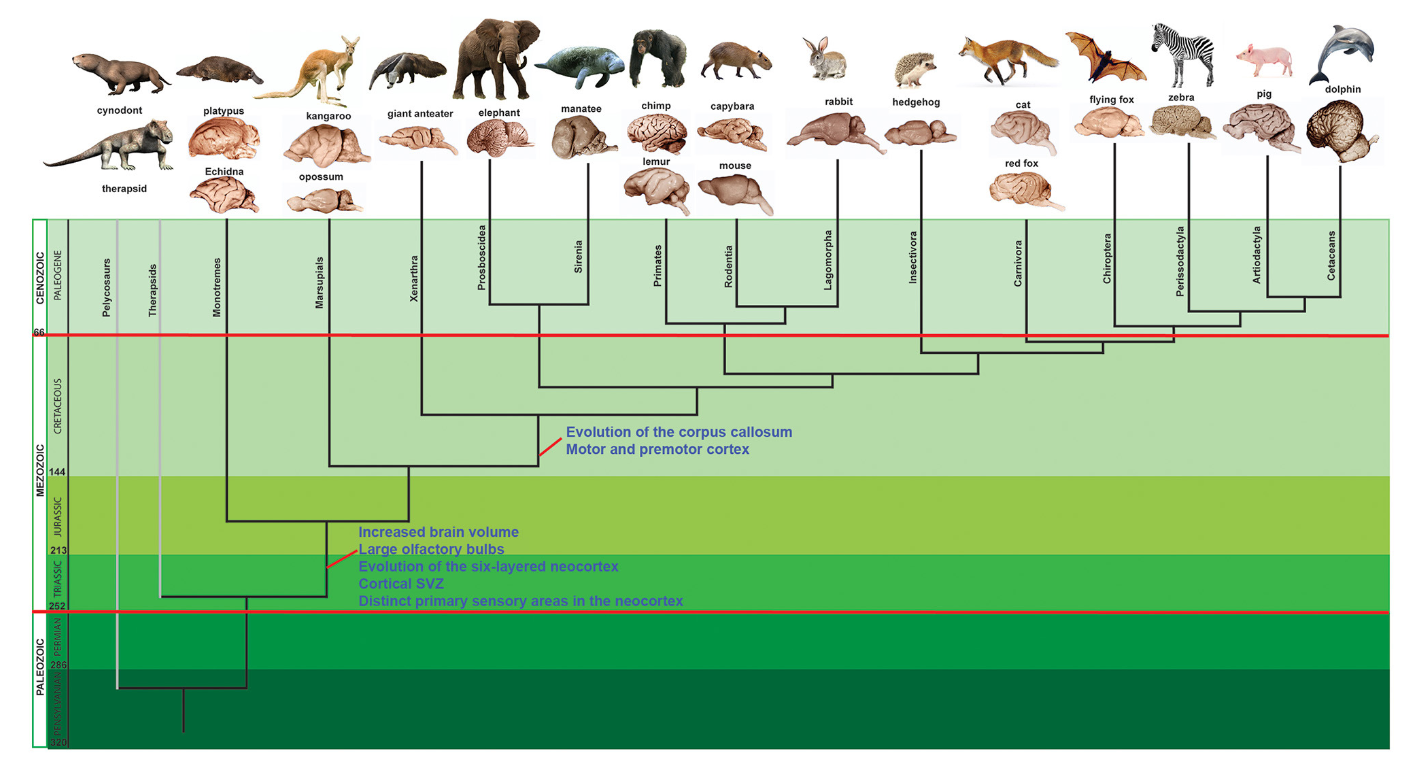 cynodont
platypus
kangaroo
giant anteater
elephant
manatee
chimp
capybara
rabbit
hedgehog
cat
flying fox
zebra
pig
dolphin
therapsid
Echidna
opossum
lemur
mouse
red fox
CENOZOIC
PALEOGENE
Pelycosaurs
Therapsids
Monotremes
Marsupials
Xenarthra
Prosboscidea
Sirenia
Primates
Rodentia
Lagomorpha
Insectivora
Carnivora
Chiroptera
Perissodactyla
Artiodactyla
Cetaceans
66
MEZOZOIC
CRETACEOUS
Evolution of the corpus callosum
Motor and premotor cortex
144
JURASSIC
Increased brain volume
Large olfactory bulbs
Evolution of the six-layered neocortex
Cortical SVZ
Distinct primary sensory areas in the neocortex
213
TRIASSIC
252
PALEOZOIC
PERMIAN
286
PENNSYLVANIAN
320